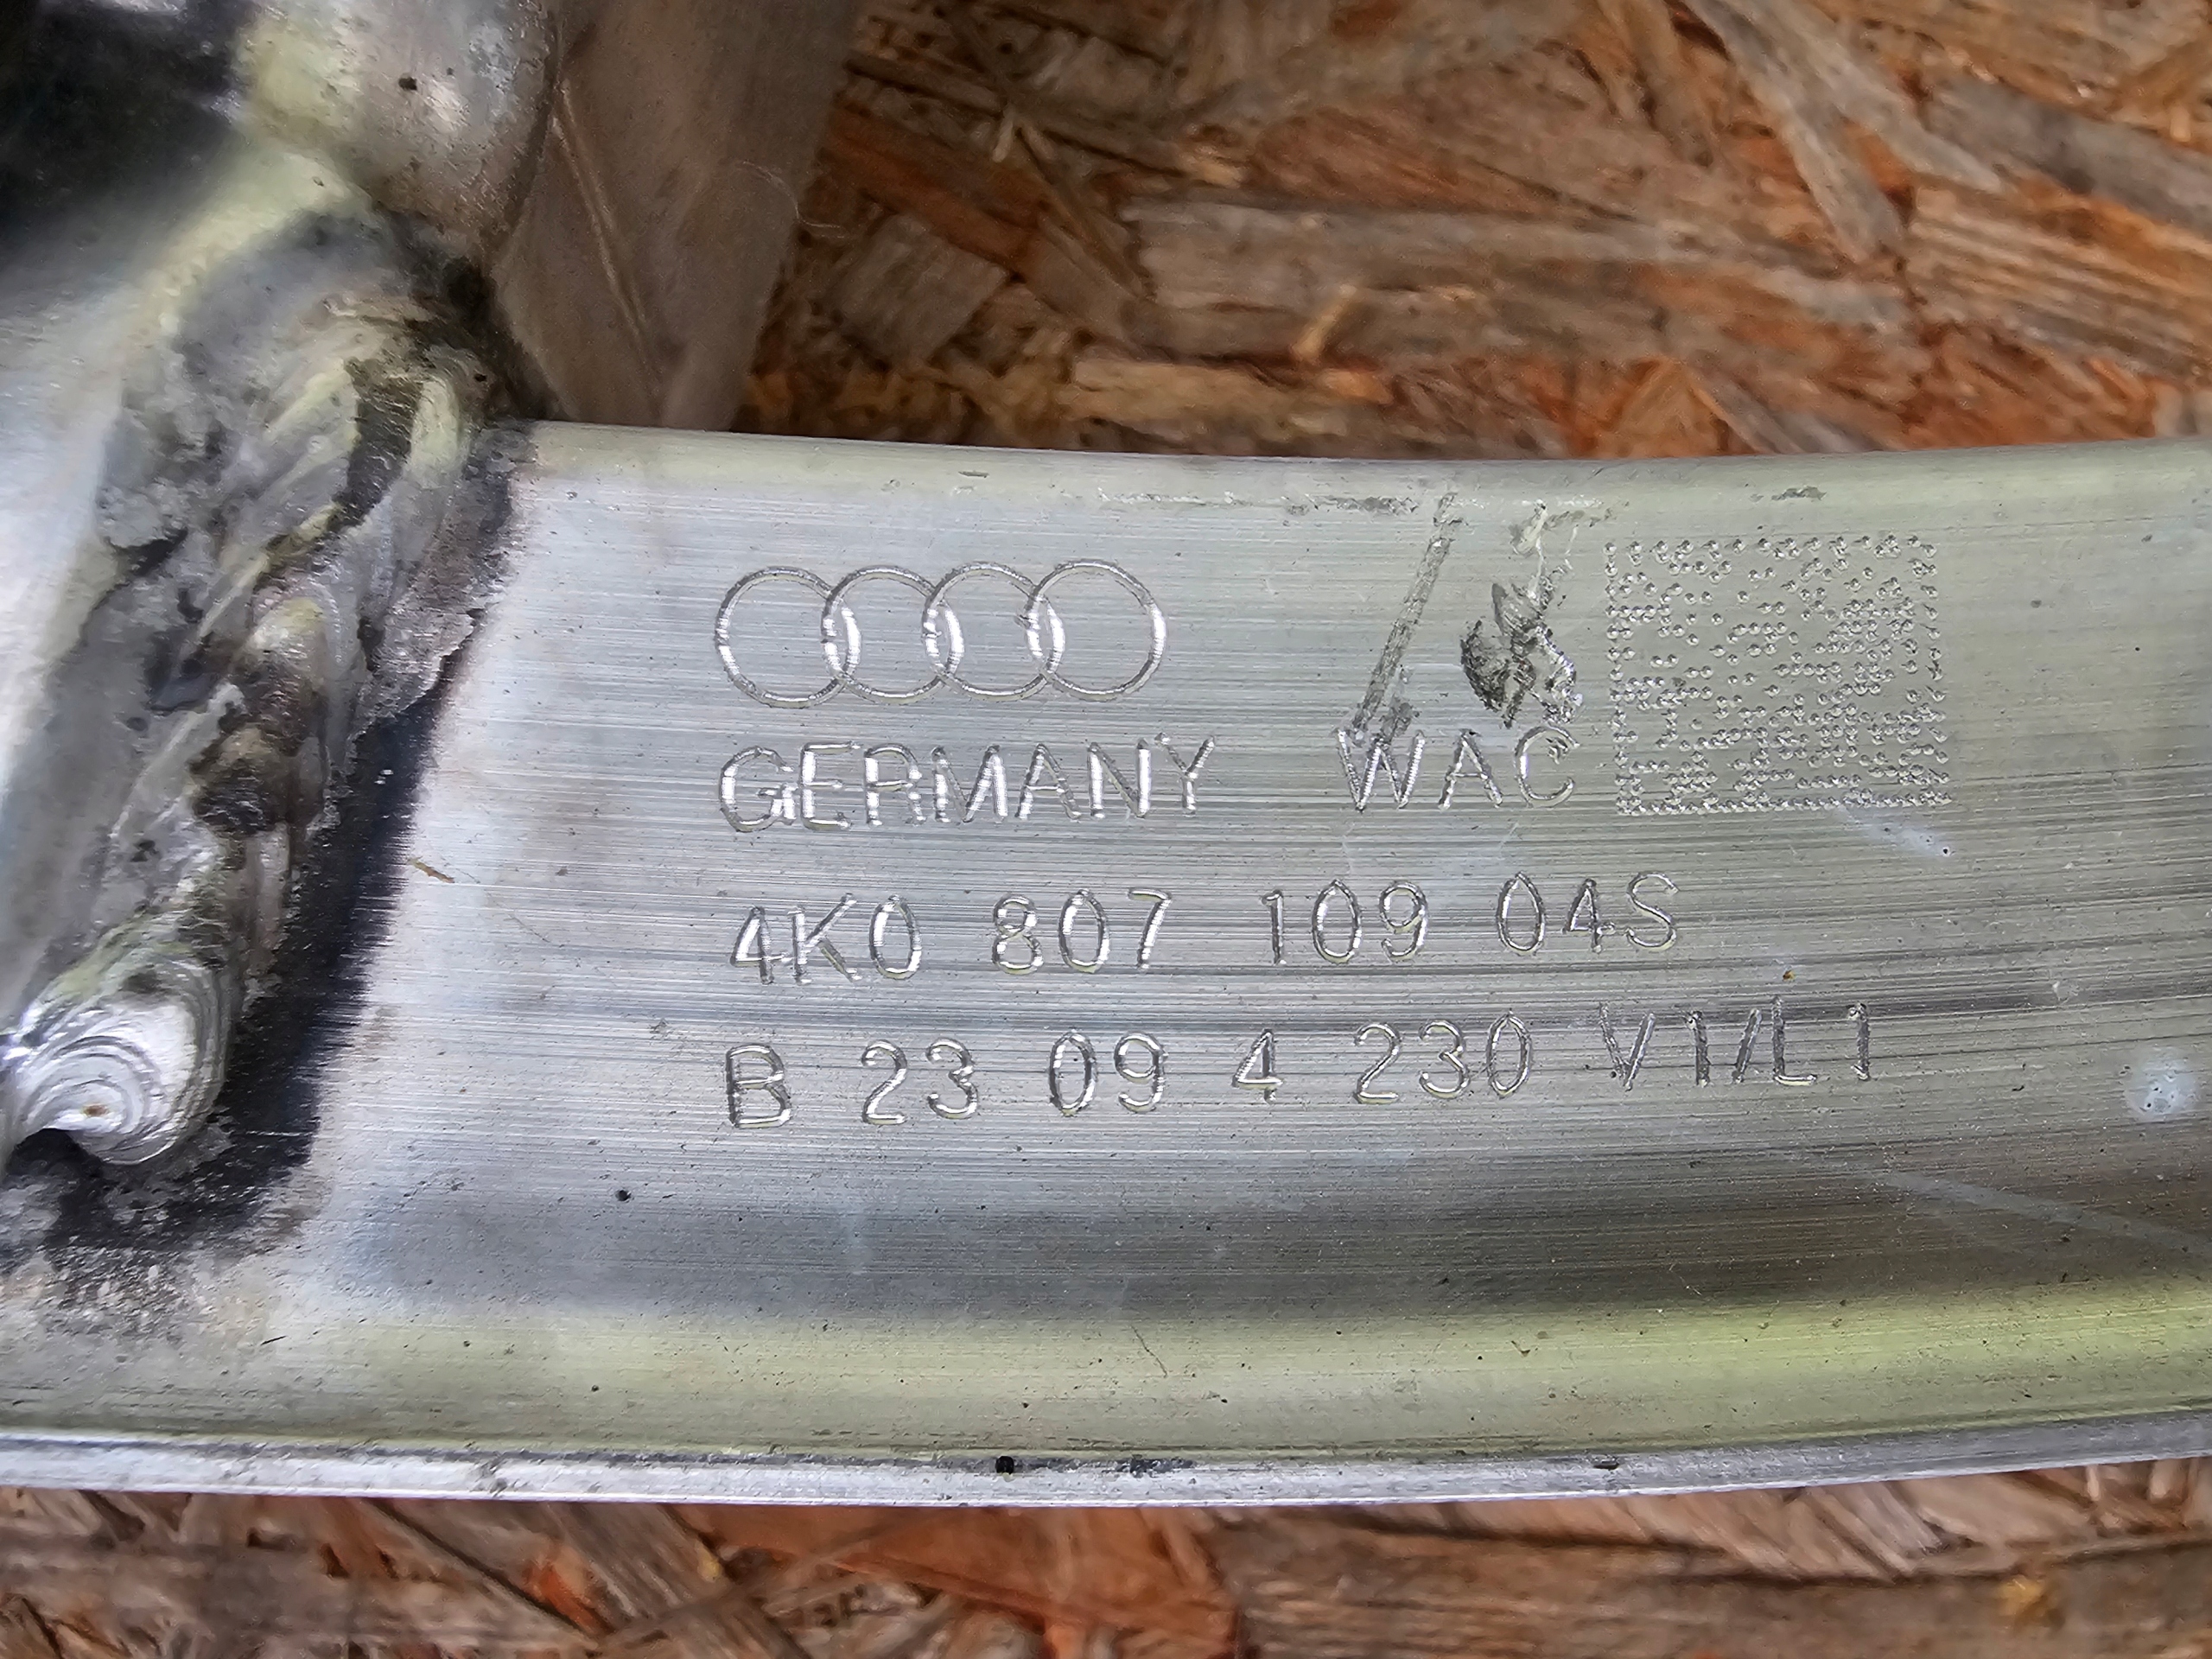 GERMANY WAC
4K0 807 109 04S
B 23 09 4 230 V1/L1